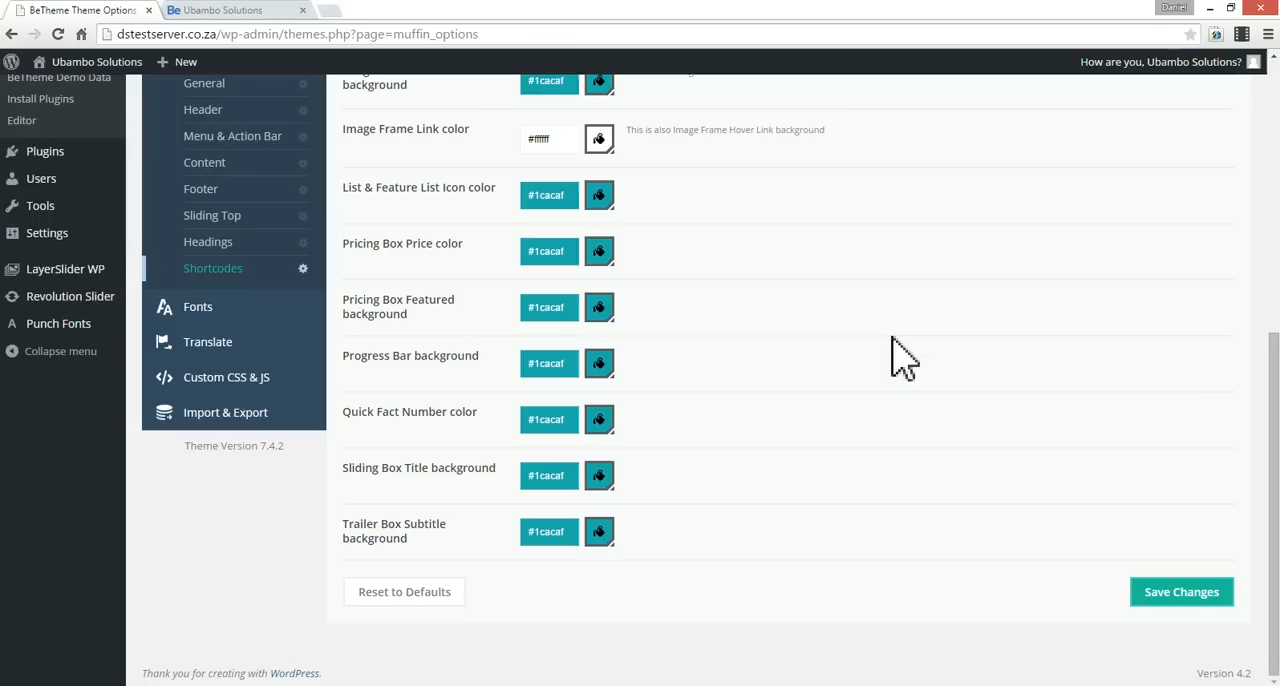 BeTheme Theme Options
Be Ubambo Solutions
Daniel
dstestserver.co.za/wp-admin/themes.php?page=muffin_options
Ubambo Solutions
New
How are you, Ubambo Solutions?
BeTheme Demo Data
Install Plugins
Editor
Plugins
Users
Tools
Settings
LayerSlider WP
Revolution Slider
Punch Fonts
Collapse menu
General
Header
Menu & Action Bar
Content
Footer
Sliding Top
Headings
Shortcodes
Fonts
Translate
Custom CSS & JS
Import & Export
Theme Version 7.4.2
background
#1cacaf
Image Frame Link color
#ffffff
This is also Image Frame Hover Link background
List & Feature List Icon color
#1cacaf
Pricing Box Price color
#1cacaf
Pricing Box Featured
background
#1cacaf
Progress Bar background
#1cacaf
Quick Fact Number color
#1cacaf
Sliding Box Title background
#1cacaf
Trailer Box Subtitle
background
#1cacaf
Reset to Defaults
Save Changes
Thank you for creating with WordPress.
Version 4.2